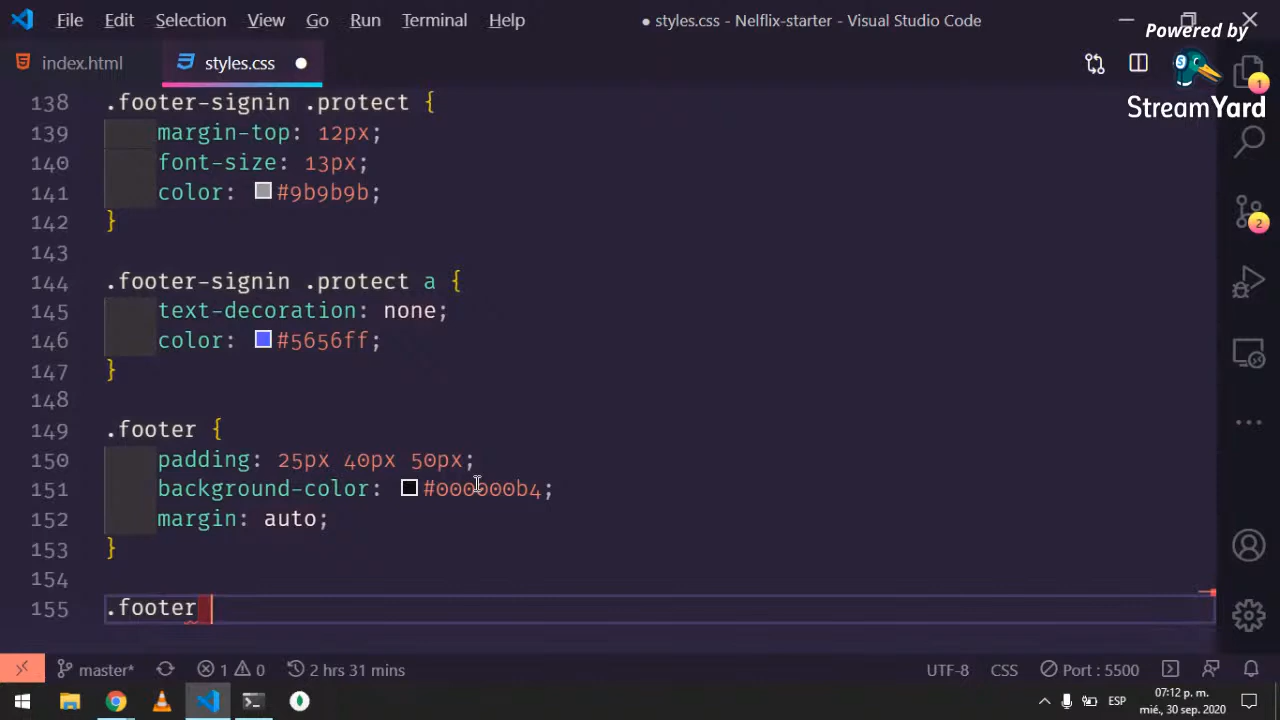 File Edit Selection View Go Run Terminal Help
● styles.css - Nelflix-starter - Visual Studio Code
Powered by
StreamYard
index.html
styles.css
138 .footer-signin .protect {
139 margin-top: 12px;
140 font-size: 13px;
141 color: #9b9b9b;
142 }
143
144 .footer-signin .protect a {
145 text-decoration: none;
146 color: #5656ff;
147 }
148
149 .footer {
150 padding: 25px 40px 50px;
151 background-color: #000000b4;
152 margin: auto;
153 }
154
155 .footer
1
2
master* 1 0 2 hrs 31 minutes
UTF-8 CSS Port : 5500
ESP
07:12 p. m.
mié., 30 sep. 2020